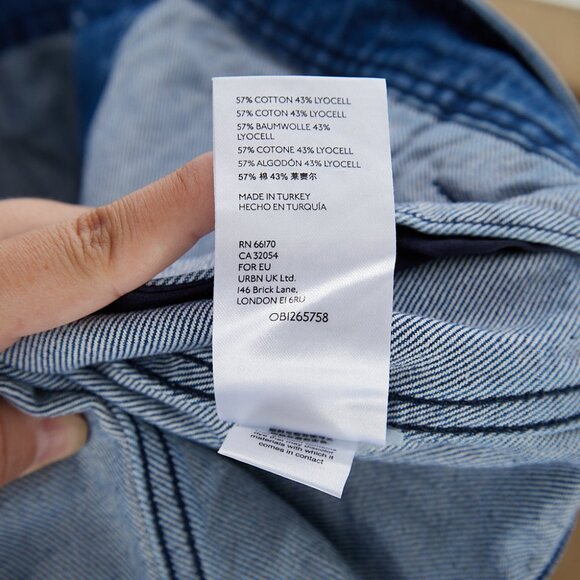 57% COTTON 43% LYOCELL
57% COTON 43% LYOCELL
57% BAUMWOLLE 43%
LYOCELL
57% COTONE 43% LYOCELL
57% ALGODÓN 43% LYOCELL
57% 棉 43% 莱赛尔
MADE IN TURKEY
HECHO EN TURQUÍA
RN 66170
CA 32054
FOR EU
URBN UK Ltd.
146 Brick Lane,
LONDON E1 6RU
OB1265758
materials with which it
comes in contact